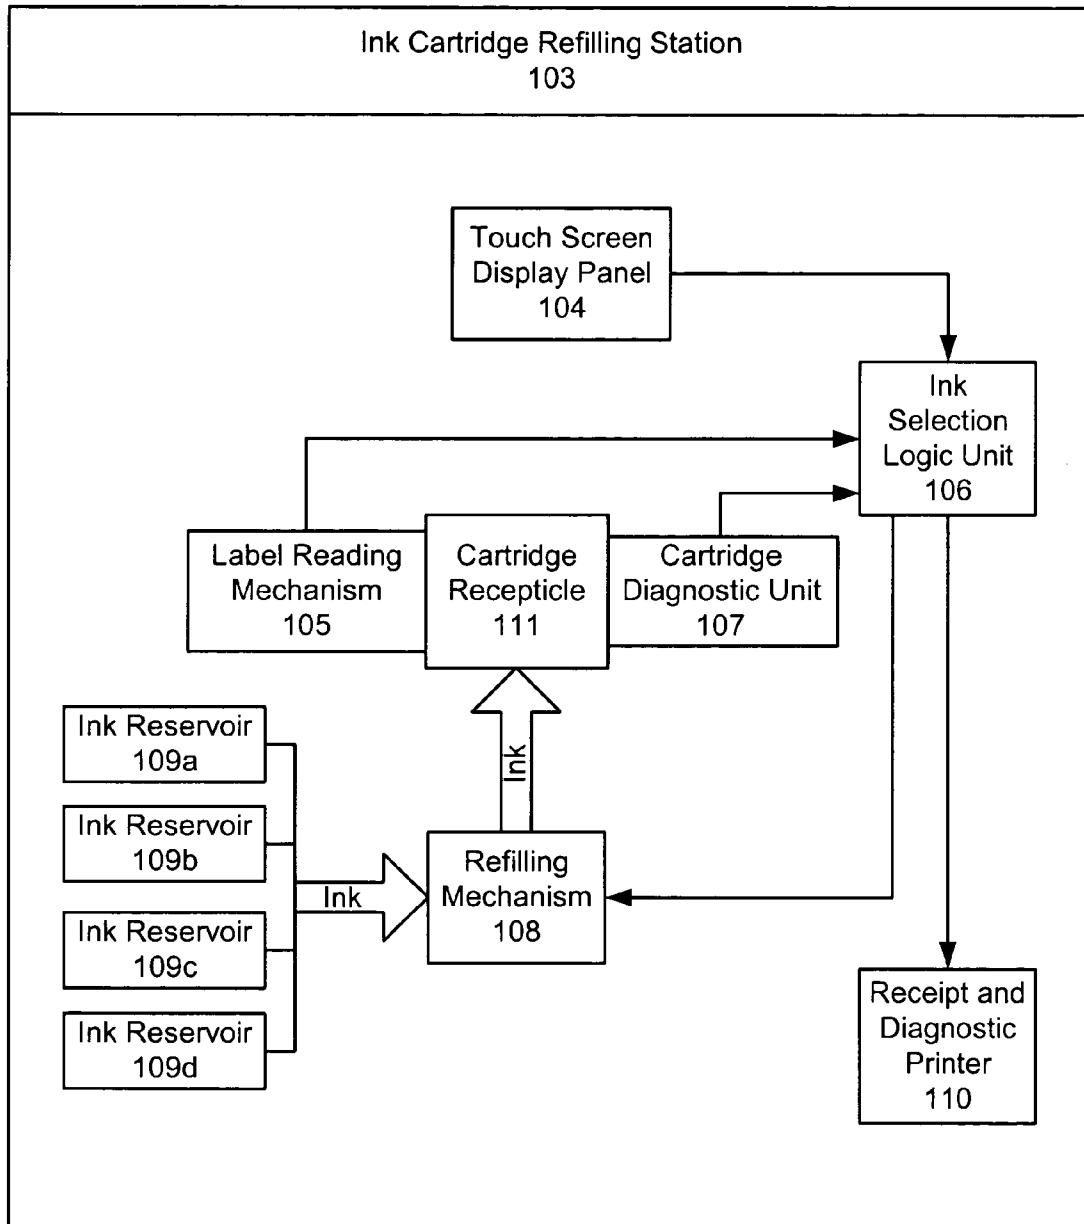 Ink Cartridge Refilling Station
103
Touch Screen
Display Panel
104
Ink
Selection
Logic Unit
106
Label Reading
Mechanism
105
Cartridge
Recepticle
111
Cartridge
Diagnostic Unit
107
Ink Reservoir
109a
Ink Reservoir
109b
Ink Reservoir
109c
Ink Reservoir
109d
Ink
Ink
Refilling
Mechanism
108
Receipt and
Diagnostic
Printer
110